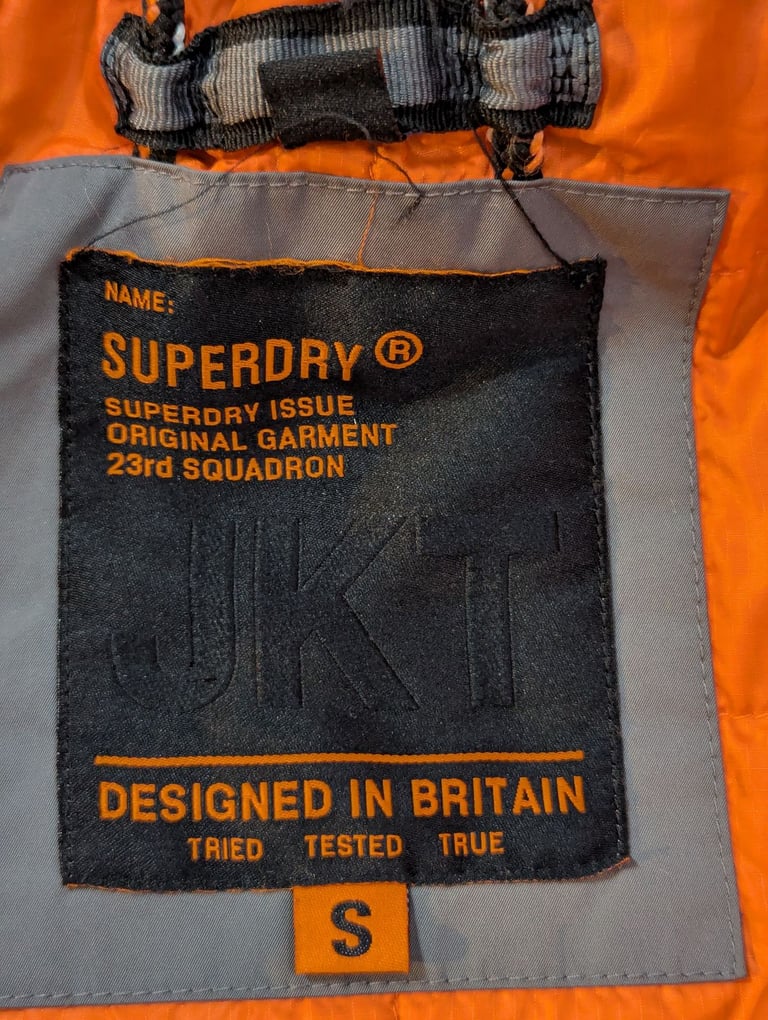 NAME:
SUPERDRY®
SUPERDRY ISSUE
ORIGINAL GARMENT
23rd SQUADRON
JKT
DESIGNED IN BRITAIN
TRIED TESTED TRUE
S